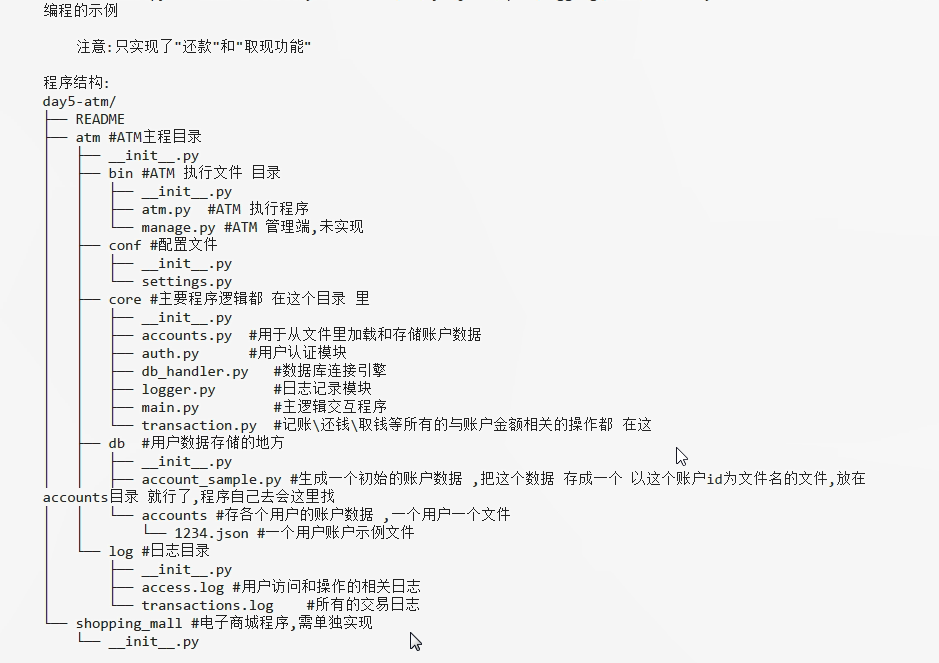 编程的示例
注意:只实现了"还款"和"取现功能"
程序结构:
day5-atm/
├── README
├── atm #ATM主程目录
│   ├── __init__.py
│   ├── bin #ATM 执行文件 目录
│   │   ├── __init__.py
│   │   ├── atm.py  #ATM 执行程序
│   │   └── manage.py #ATM 管理端,未实现
│   ├── conf #配置文件
│   │   ├── __init__.py
│   │   └── settings.py
│   ├── core #主要程序逻辑都 在这个目录 里
│   │   ├── __init__.py
│   │   ├── accounts.py  #用于从文件里加载和存储账户数据
│   │   ├── auth.py      #用户认证模块
│   │   ├── db_handler.py   #数据库连接引擎
│   │   ├── logger.py       #日志记录模块
│   │   ├── main.py         #主逻辑交互程序
│   │   └── transaction.py  #记账\还钱\取钱等所有的与账户金额相关的操作都 在这
│   ├── db  #用户数据存储的地方
│   │   ├── __init__.py
│   │   ├── account_sample.py #生成一个初始的账户数据 ,把这个数据 存成一个 以这个账户id为文件名的文件,放在
accounts目录 就行了,程序自己去会这里找
│   │   └── accounts #存各个用户的账户数据 ,一个用户一个文件
│   │       └── 1234.json #一个用户账户示例文件
│   └── log #日志目录
│       ├── __init__.py
│       ├── access.log #用户访问和操作的相关日志
│       └── transactions.log    #所有的交易日志
└── shopping_mall #电子商城程序,需单独实现
    └── __init__.py